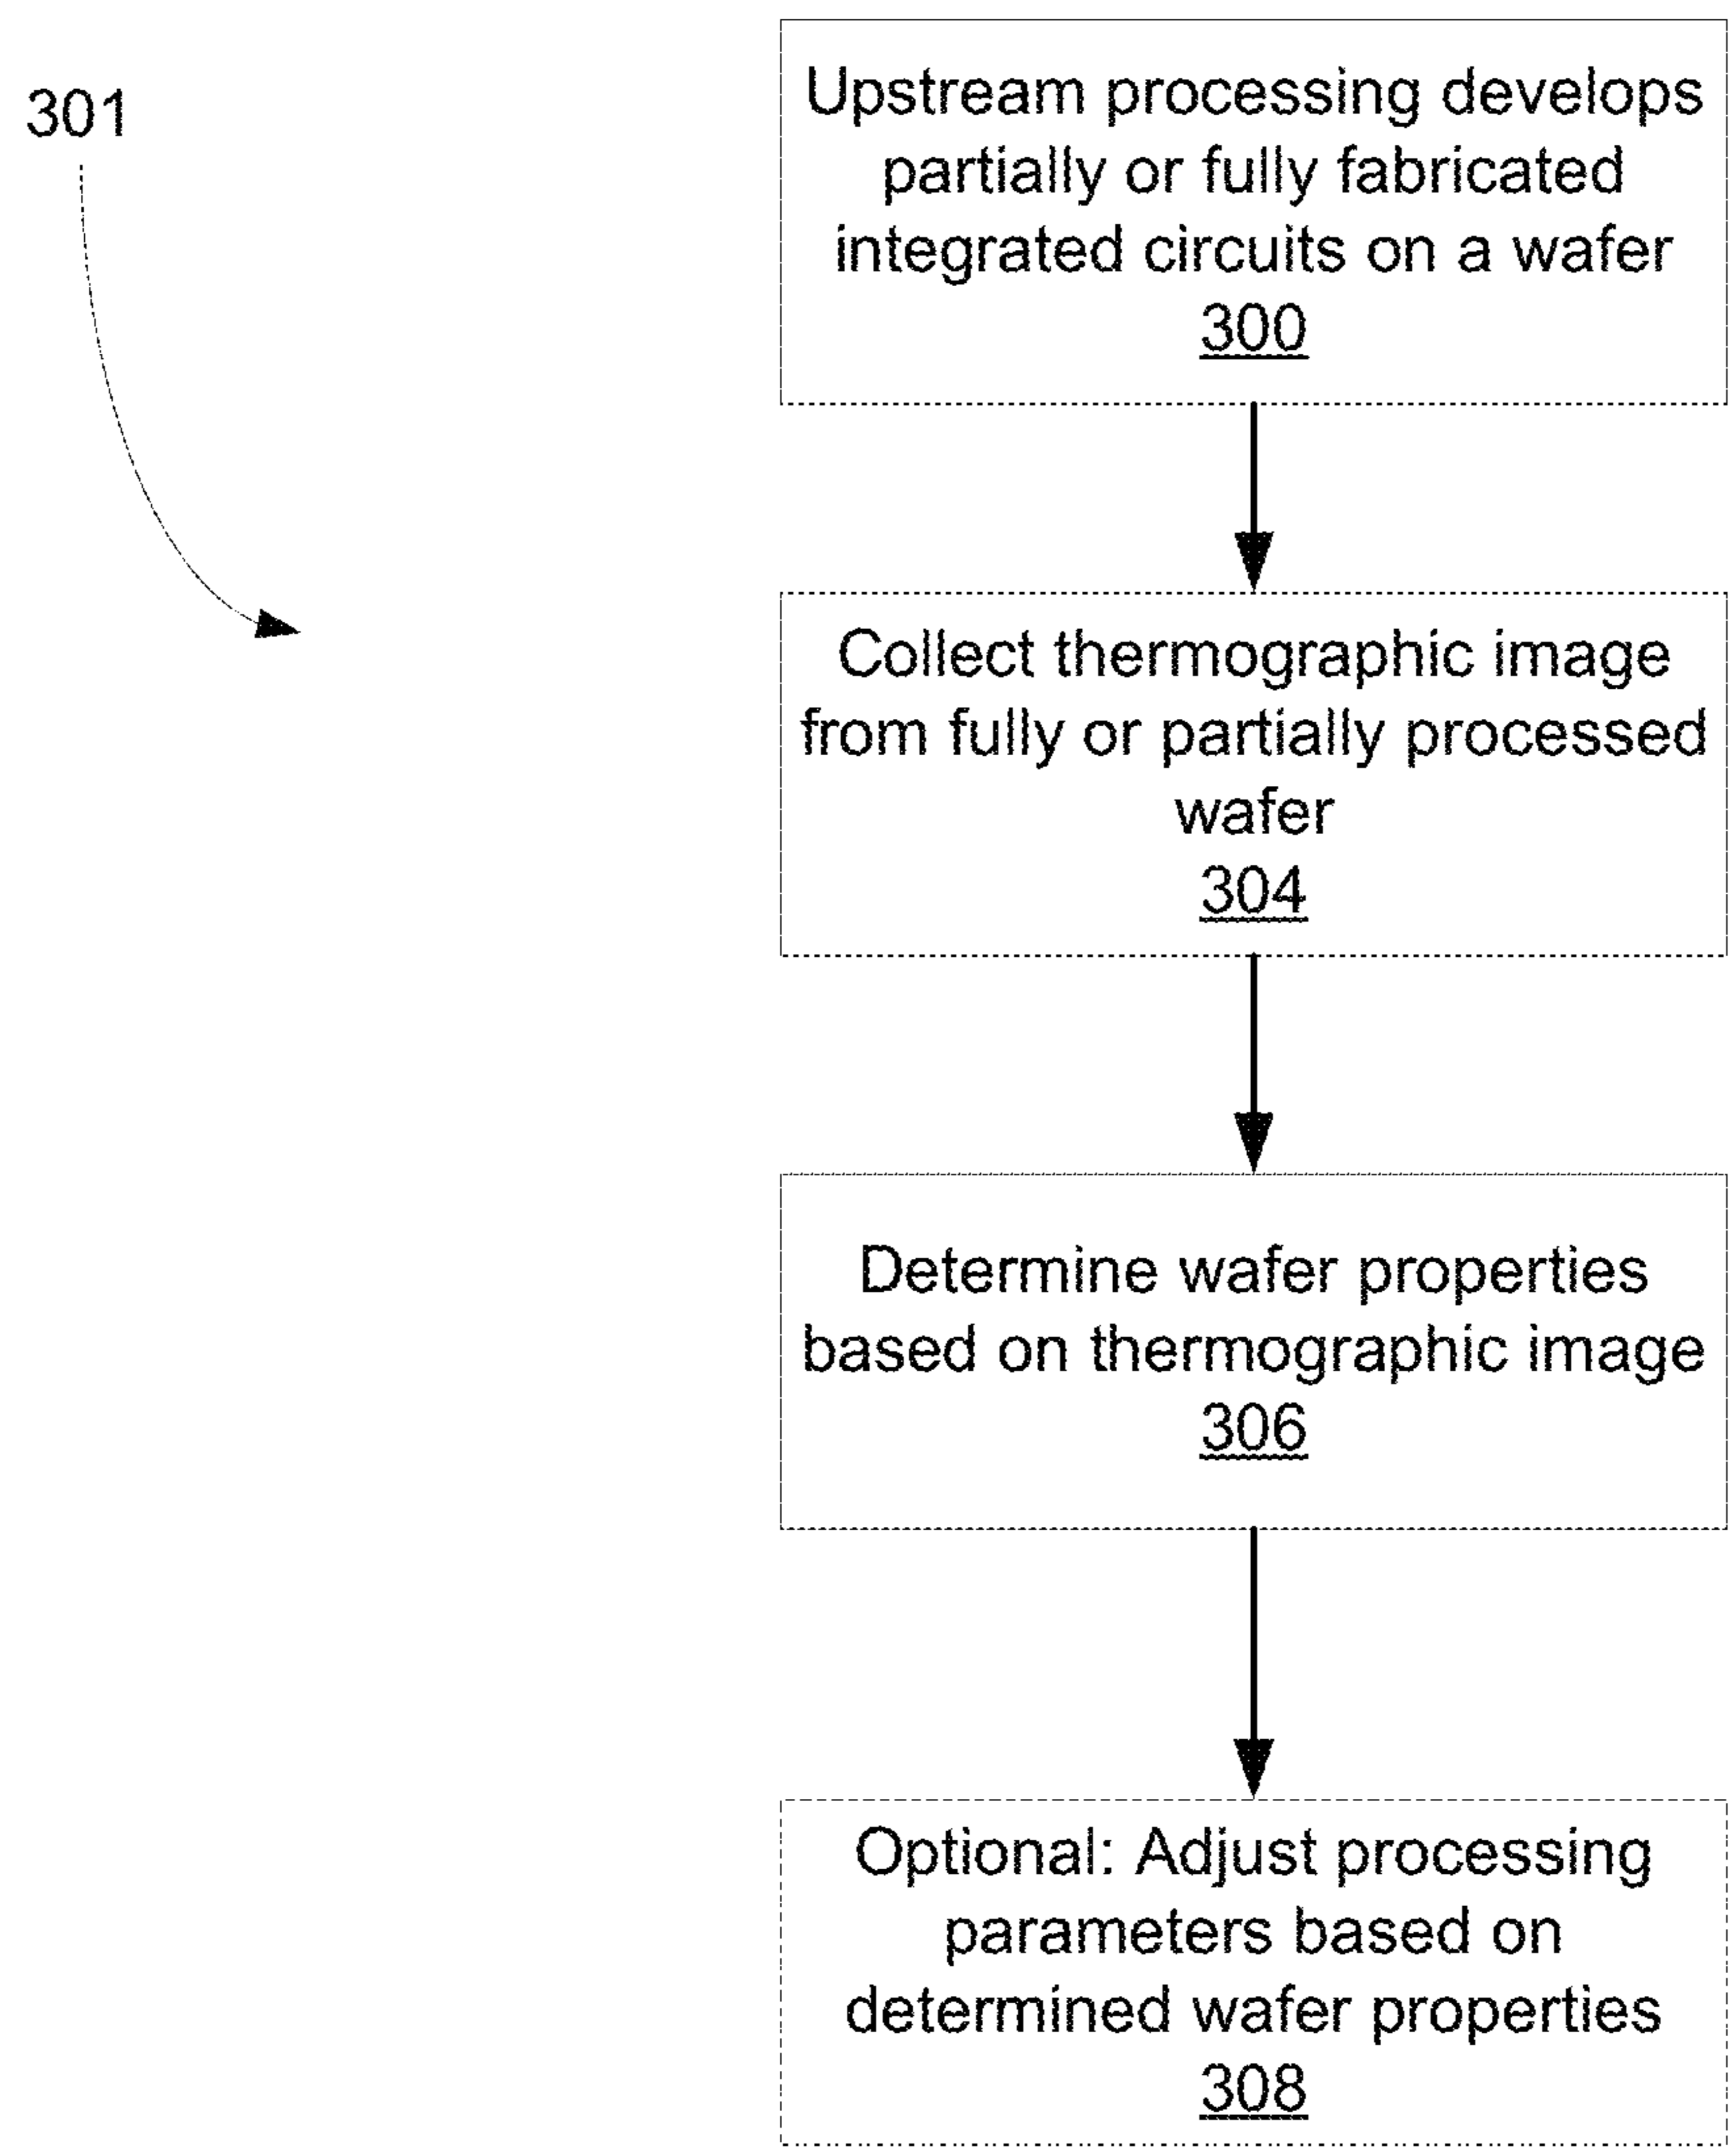 301
Upstream processing develops
partially or fully fabricated
integrated circuits on a wafer
300
Collect thermographic image
from fully or partially processed
wafer
304
Determine wafer properties
based on thermographic image
306
Optional: Adjust processing
parameters based on
determined wafer properties
308